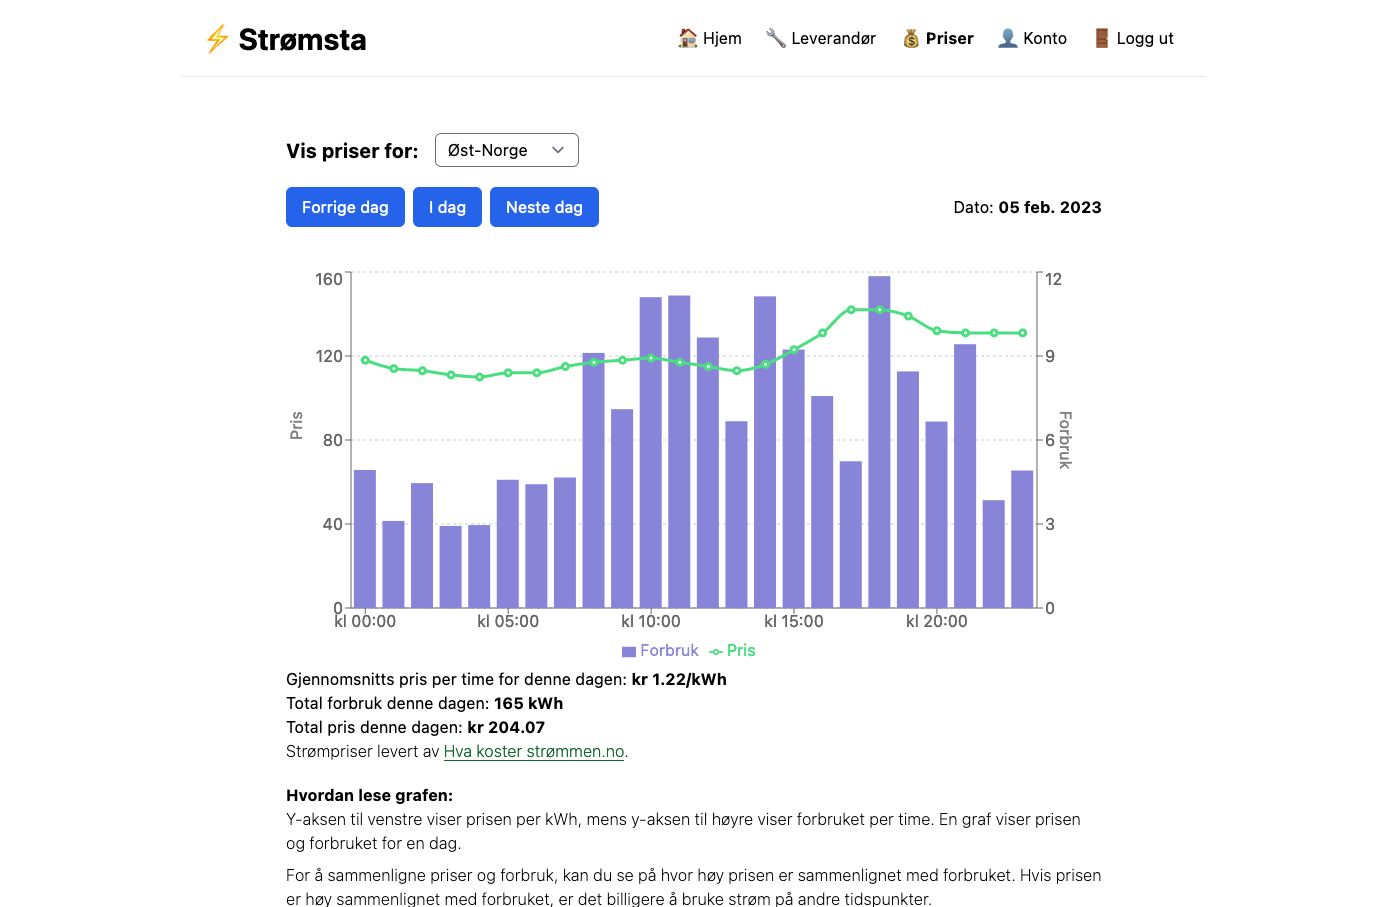 ⚡ Strømsta
🏠 Hjem 🔧 Leverandør 💰 Priser 👤 Konto 🚪 Logg ut
Vis priser for: Øst-Norge
Forrige dag I dag Neste dag Dato: 05 feb. 2023
160 12
120 9
Pris Forbruk
80 6
40 3
0 0
kl 00:00 kl 05:00 kl 10:00 kl 15:00 kl 20:00
Forbruk Pris
Gjennomsnitts pris per time for denne dagen: kr 1.22/kWh
Total forbruk denne dagen: 165 kWh
Total pris denne dagen: kr 204.07
Strømpriser levert av Hva koster strømmen.no.
Hvordan lese grafen:
Y-aksen til venstre viser prisen per kWh, mens y-aksen til høyre viser forbruket per time. En graf viser prisen
og forbruket for en dag.
For å sammenligne priser og forbruk, kan du se på hvor høy prisen er sammenlignet med forbruket. Hvis prisen
er høy sammenlignet med forbruket, er det billigere å bruke strøm på andre tidspunkter.